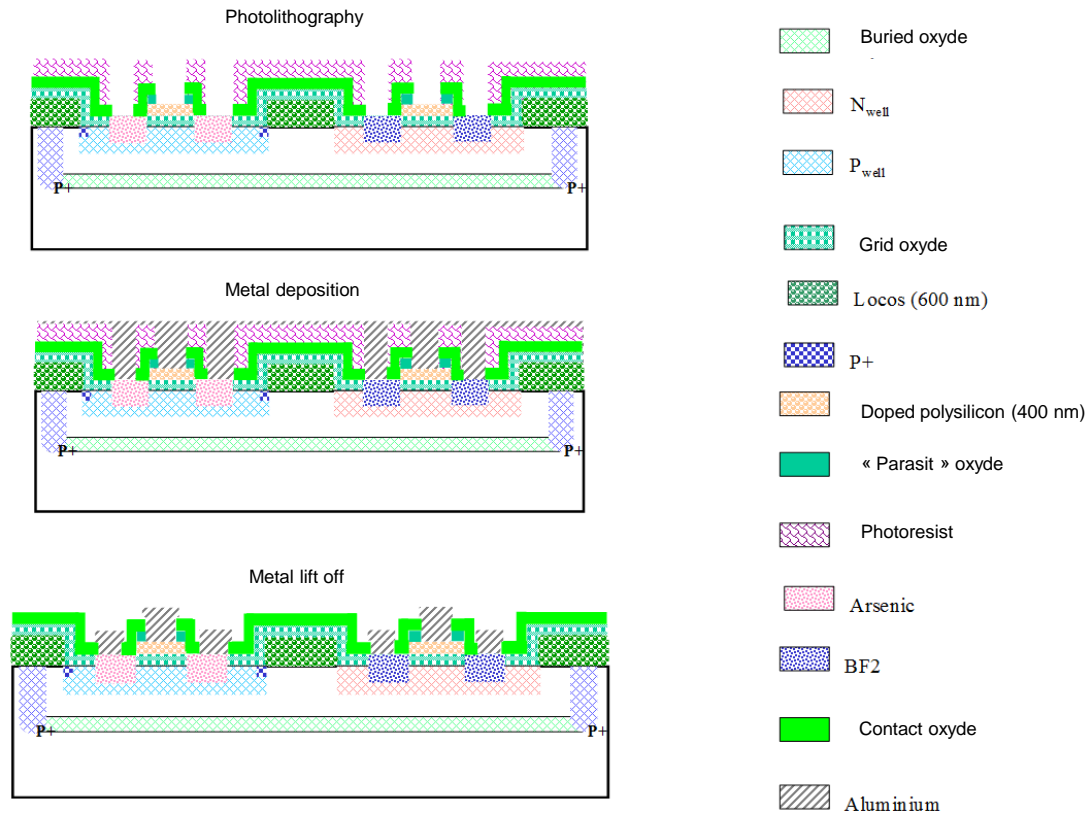 Photolithography
P+
P+
Metal deposition
P+
P+
Metal lift off
P+
P+
Buried oxyde
Nwell
Pwell
Grid oxyde
Locos (600 nm)
P+
Doped polysilicon (400 nm)
« Parasit » oxyde
Photoresist
Arsenic
BF2
Contact oxyde
Aluminium